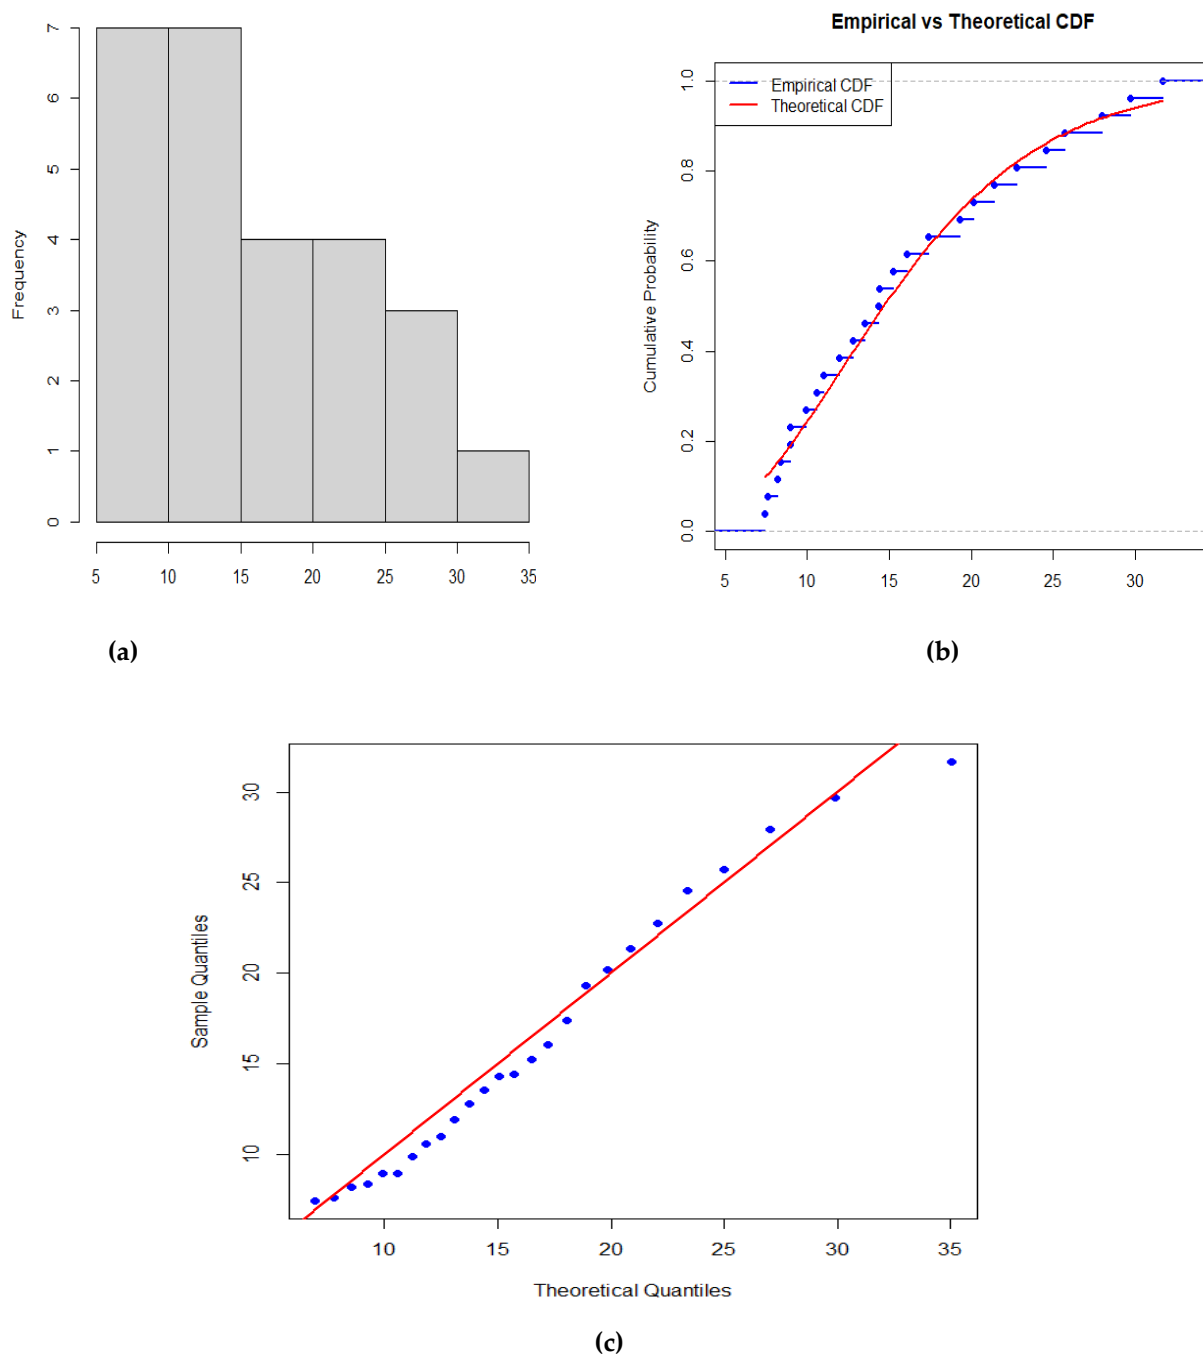 Frequency
0 1 2 3 4 5 6 7
5 10 15 20 25 30 35
(a)
Empirical vs Theoretical CDF
Empirical CDF
Theoretical CDF
Cumulative Probability
0.0 0.2 0.4 0.6 0.8 1.0
5 10 15 20 25 30
(b)
Sample Quantiles
10 15 20 25 30
10 15 20 25 30 35
Theoretical Quantiles
(c)